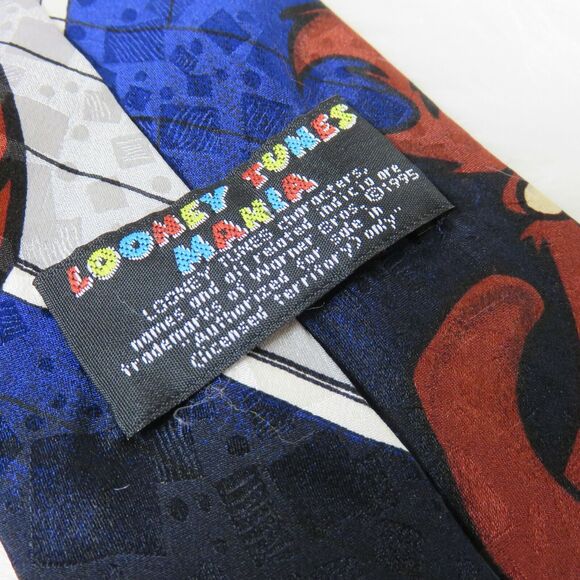 LOONEY TUNES
MANIA
LOONEY TUNES characters,
names and all related indicia are
trademarks of Warner Bros. ©1995
(Authorized for Sale in
licensed territory) only